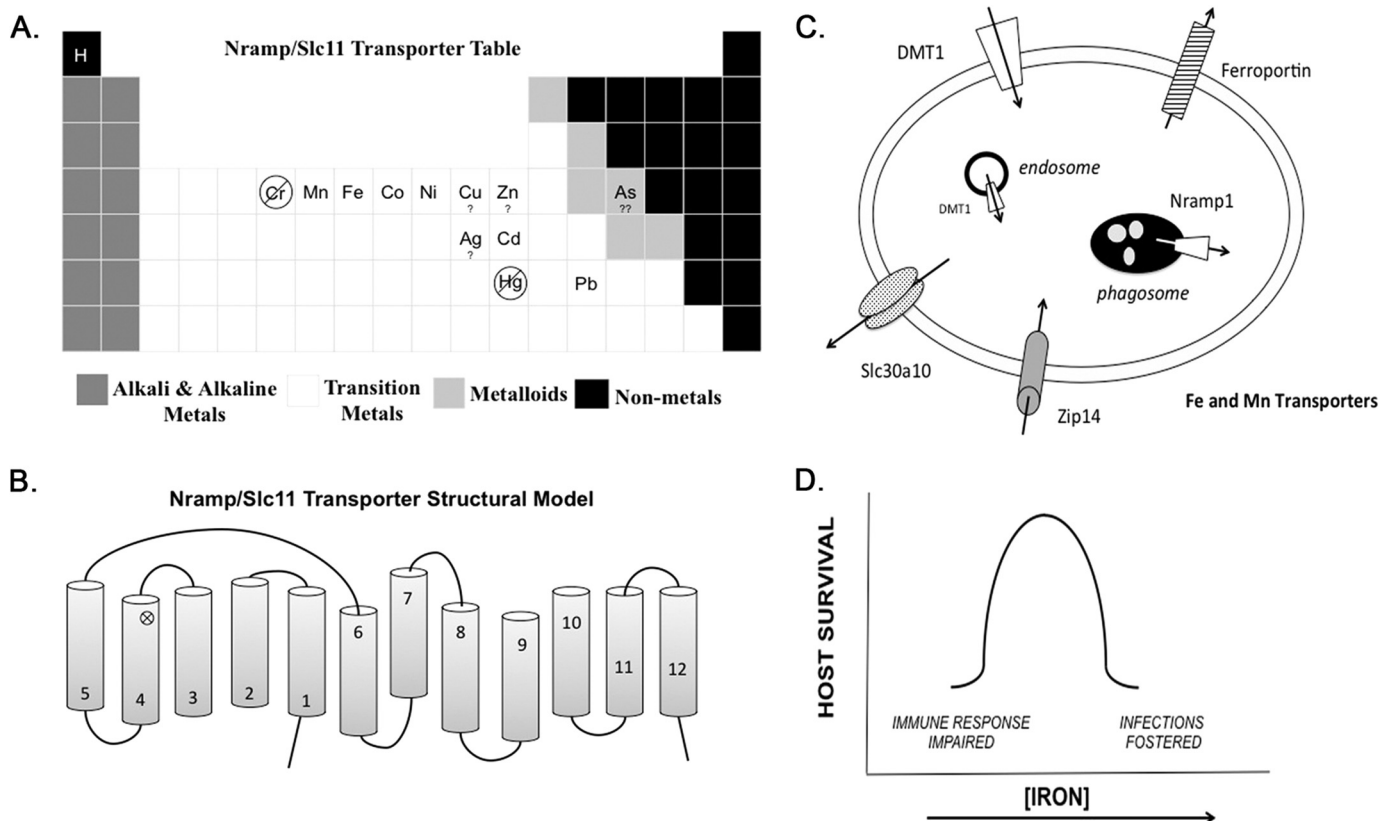 A.
Nramp/Slc11 Transporter Table
H
Cr Mn Fe Co Ni Cu Zn As
? ? ??
Ag Cd
?
Hg Pb
Alkali & Alkaline
Metals
Transition
Metals
Metalloids
Non-metals
B.
Nramp/Slc11 Transporter Structural Model
5 4 3 2 1 6 7 8 9 10 11 12
C.
DMT1
Ferroportin
endosome
DMT1
Nramp1
phagosome
Slc30a10
Zip14
Fe and Mn Transporters
D.
HOST SURVIVAL
IMMUNE RESPONSE
IMPAIRED
INFECTIONS
FOSTERED
[IRON]